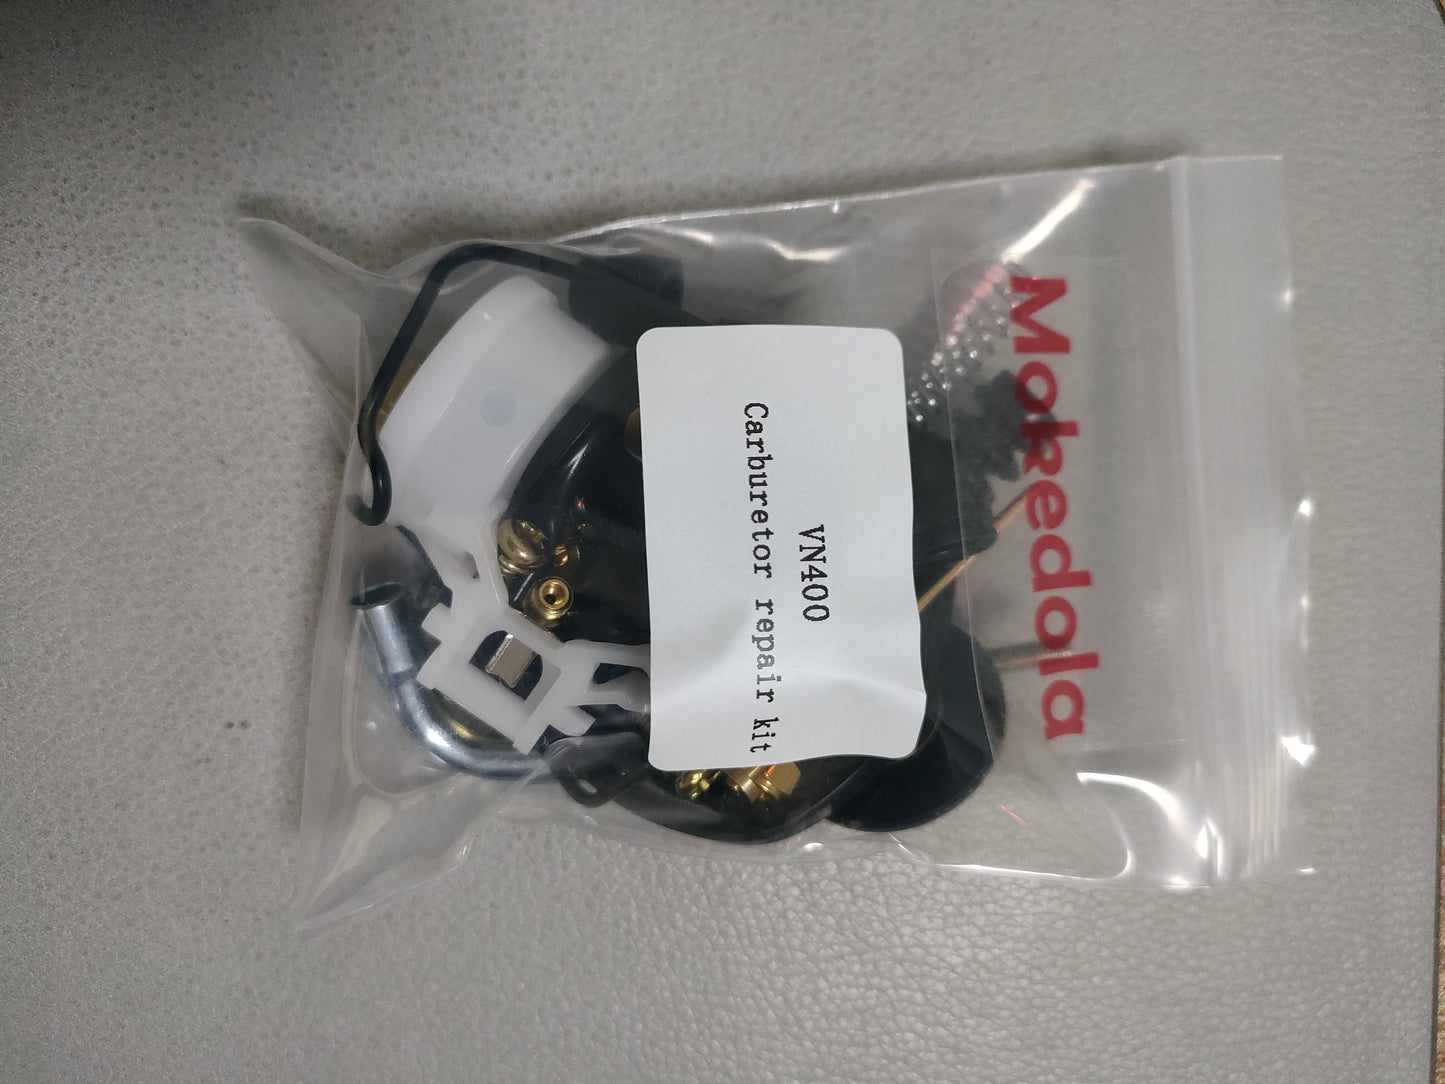 Mokedola
VN400
Carburetor repair kit